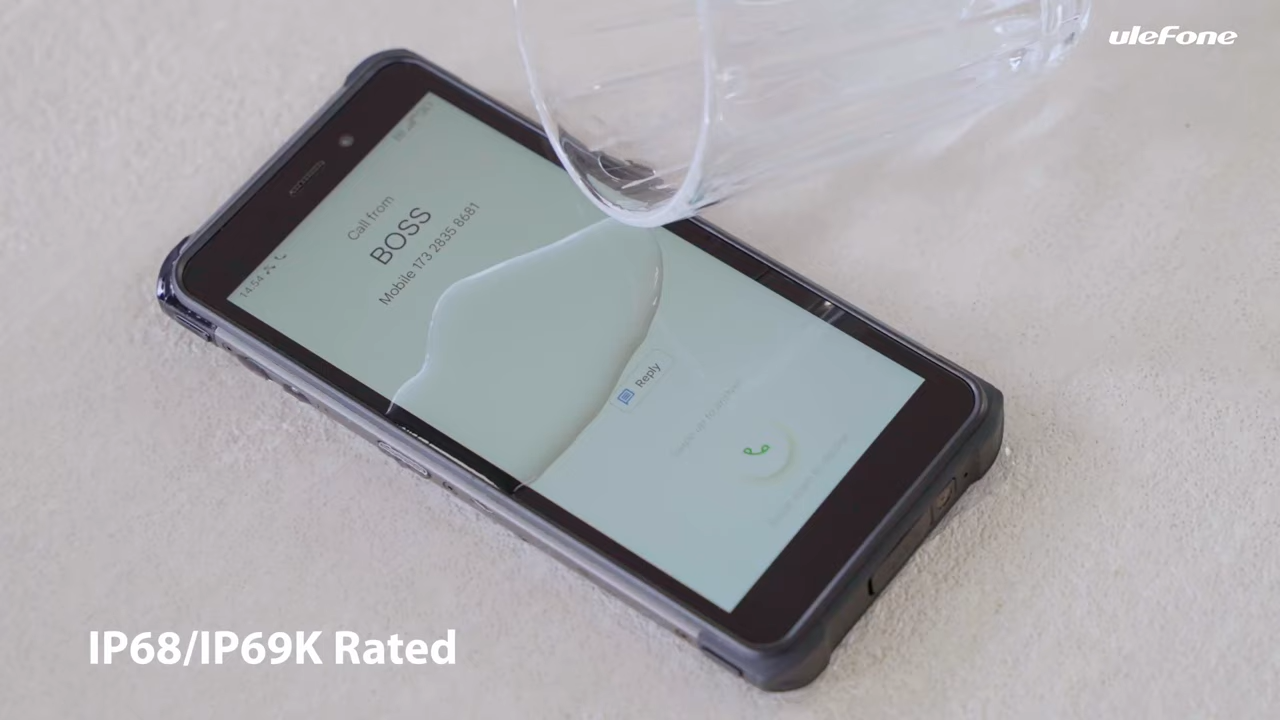 uleFone
14:54
Call from
BOSS
Mobile 173 2835 8681
Reply
IP68/IP69K Rated